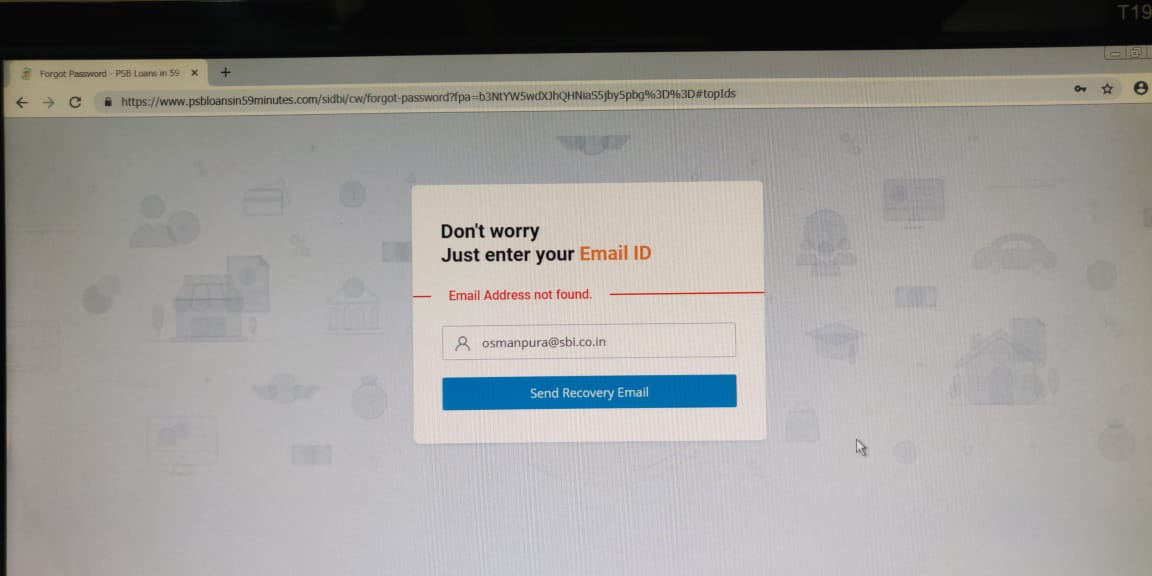 T19
Forgot Password - PSB Loans in 59
https://www.psbloansin59minutes.com/sidbi/cw/forgot-password?fpa=b3NtYW5wdXJhQHNiaS5jby5pbg%3D%3D#topIds
Don't worry
Just enter your Email ID
Email Address not found.
osmanpura@sbi.co.in
Send Recovery Email